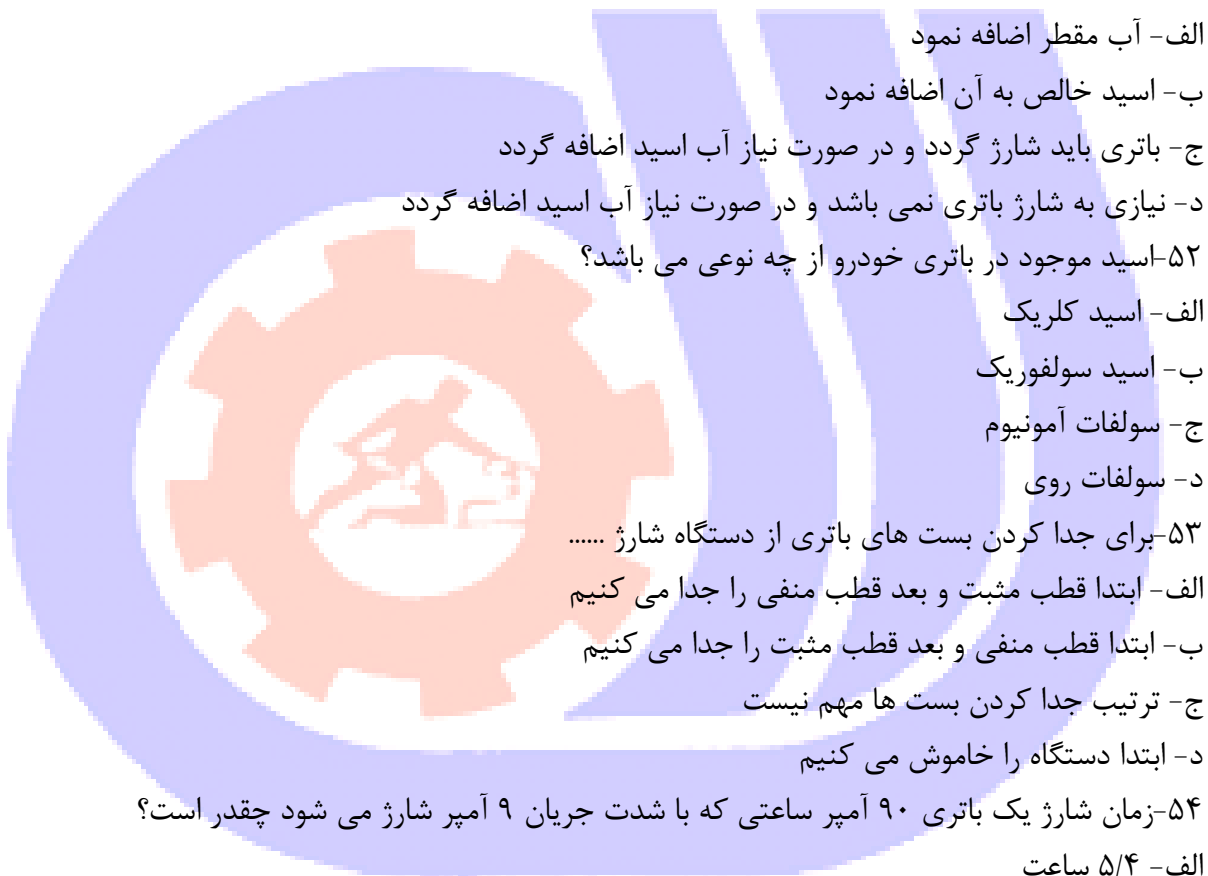 الف- آب مقطر اضافه نمود
ب- اسید خالص به آن اضافه نمود
ج- باتری باید شارژ گردد و در صورت نیاز آب اسید اضافه گردد
د- نیازی به شارژ باتری نمی باشد و در صورت نیاز آب اسید اضافه گردد
۵۲-اسید موجود در باتری خودرو از چه نوعی می باشد؟
الف- اسید کلریک
ب- اسید سولفوریک
ج- سولفات آمونیوم
د- سولفات روی
۵۳-برای جدا کردن بست های باتری از دستگاه شارژ ......
الف- ابتدا قطب مثبت و بعد قطب منفی را جدا می کنیم
ب- ابتدا قطب منفی و بعد قطب مثبت را جدا می کنیم
ج- ترتیب جدا کردن بست ها مهم نیست
د- ابتدا دستگاه را خاموش می کنیم
۵۴-زمان شارژ یک باتری ۹۰ آمپر ساعتی که با شدت جریان ۹ آمپر شارژ می شود چقدر است؟
الف- ۵/۴ ساعت